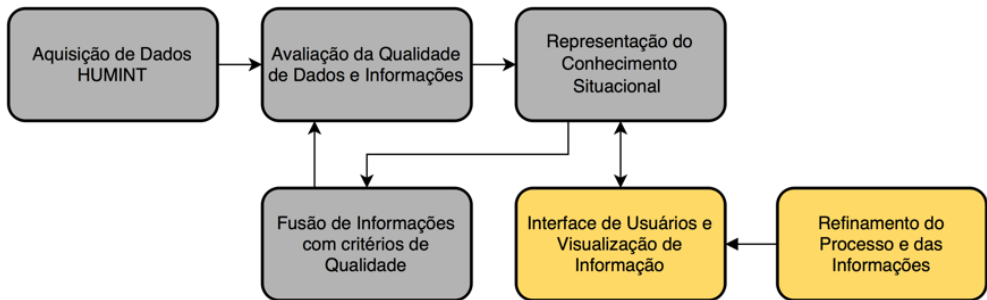 Aquisição de Dados
HUMINT
Avaliação da Qualidade
de Dados e Informações
Representação do
Conhecimento
Situacional
Fusão de Informações
com critérios de
Qualidade
Interface de Usuários e
Visualização de
Informação
Refinamento do
Processo e das
Informações